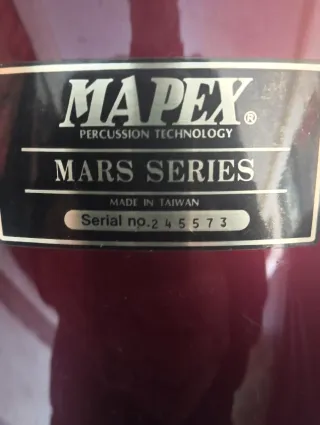 MAPEX®
PERCUSSION TECHNOLOGY
MARS SERIES
MADE IN TAIWAN
Serial no. 245573